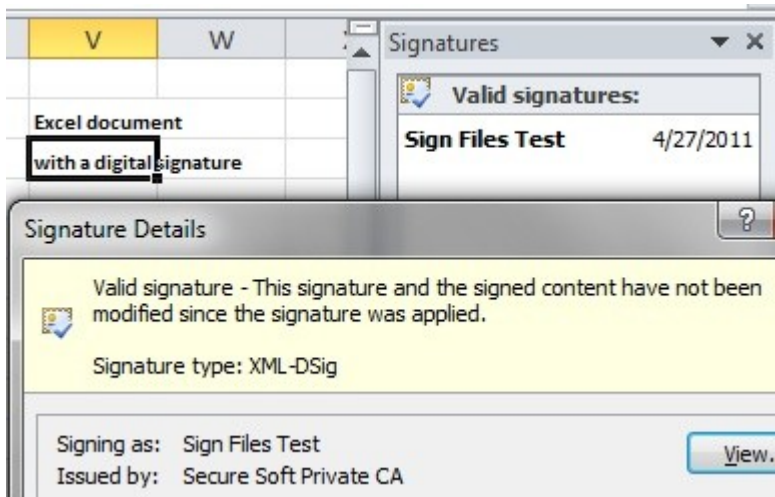 V W
Signatures
Valid signatures:
Excel document
Sign Files Test 4/27/2011
with a digital signature
Signature Details
?
Valid signature - This signature and the signed content have not been
modified since the signature was applied.
Signature type: XML-DSig
Signing as: Sign Files Test
View.
Issued by: Secure Soft Private CA